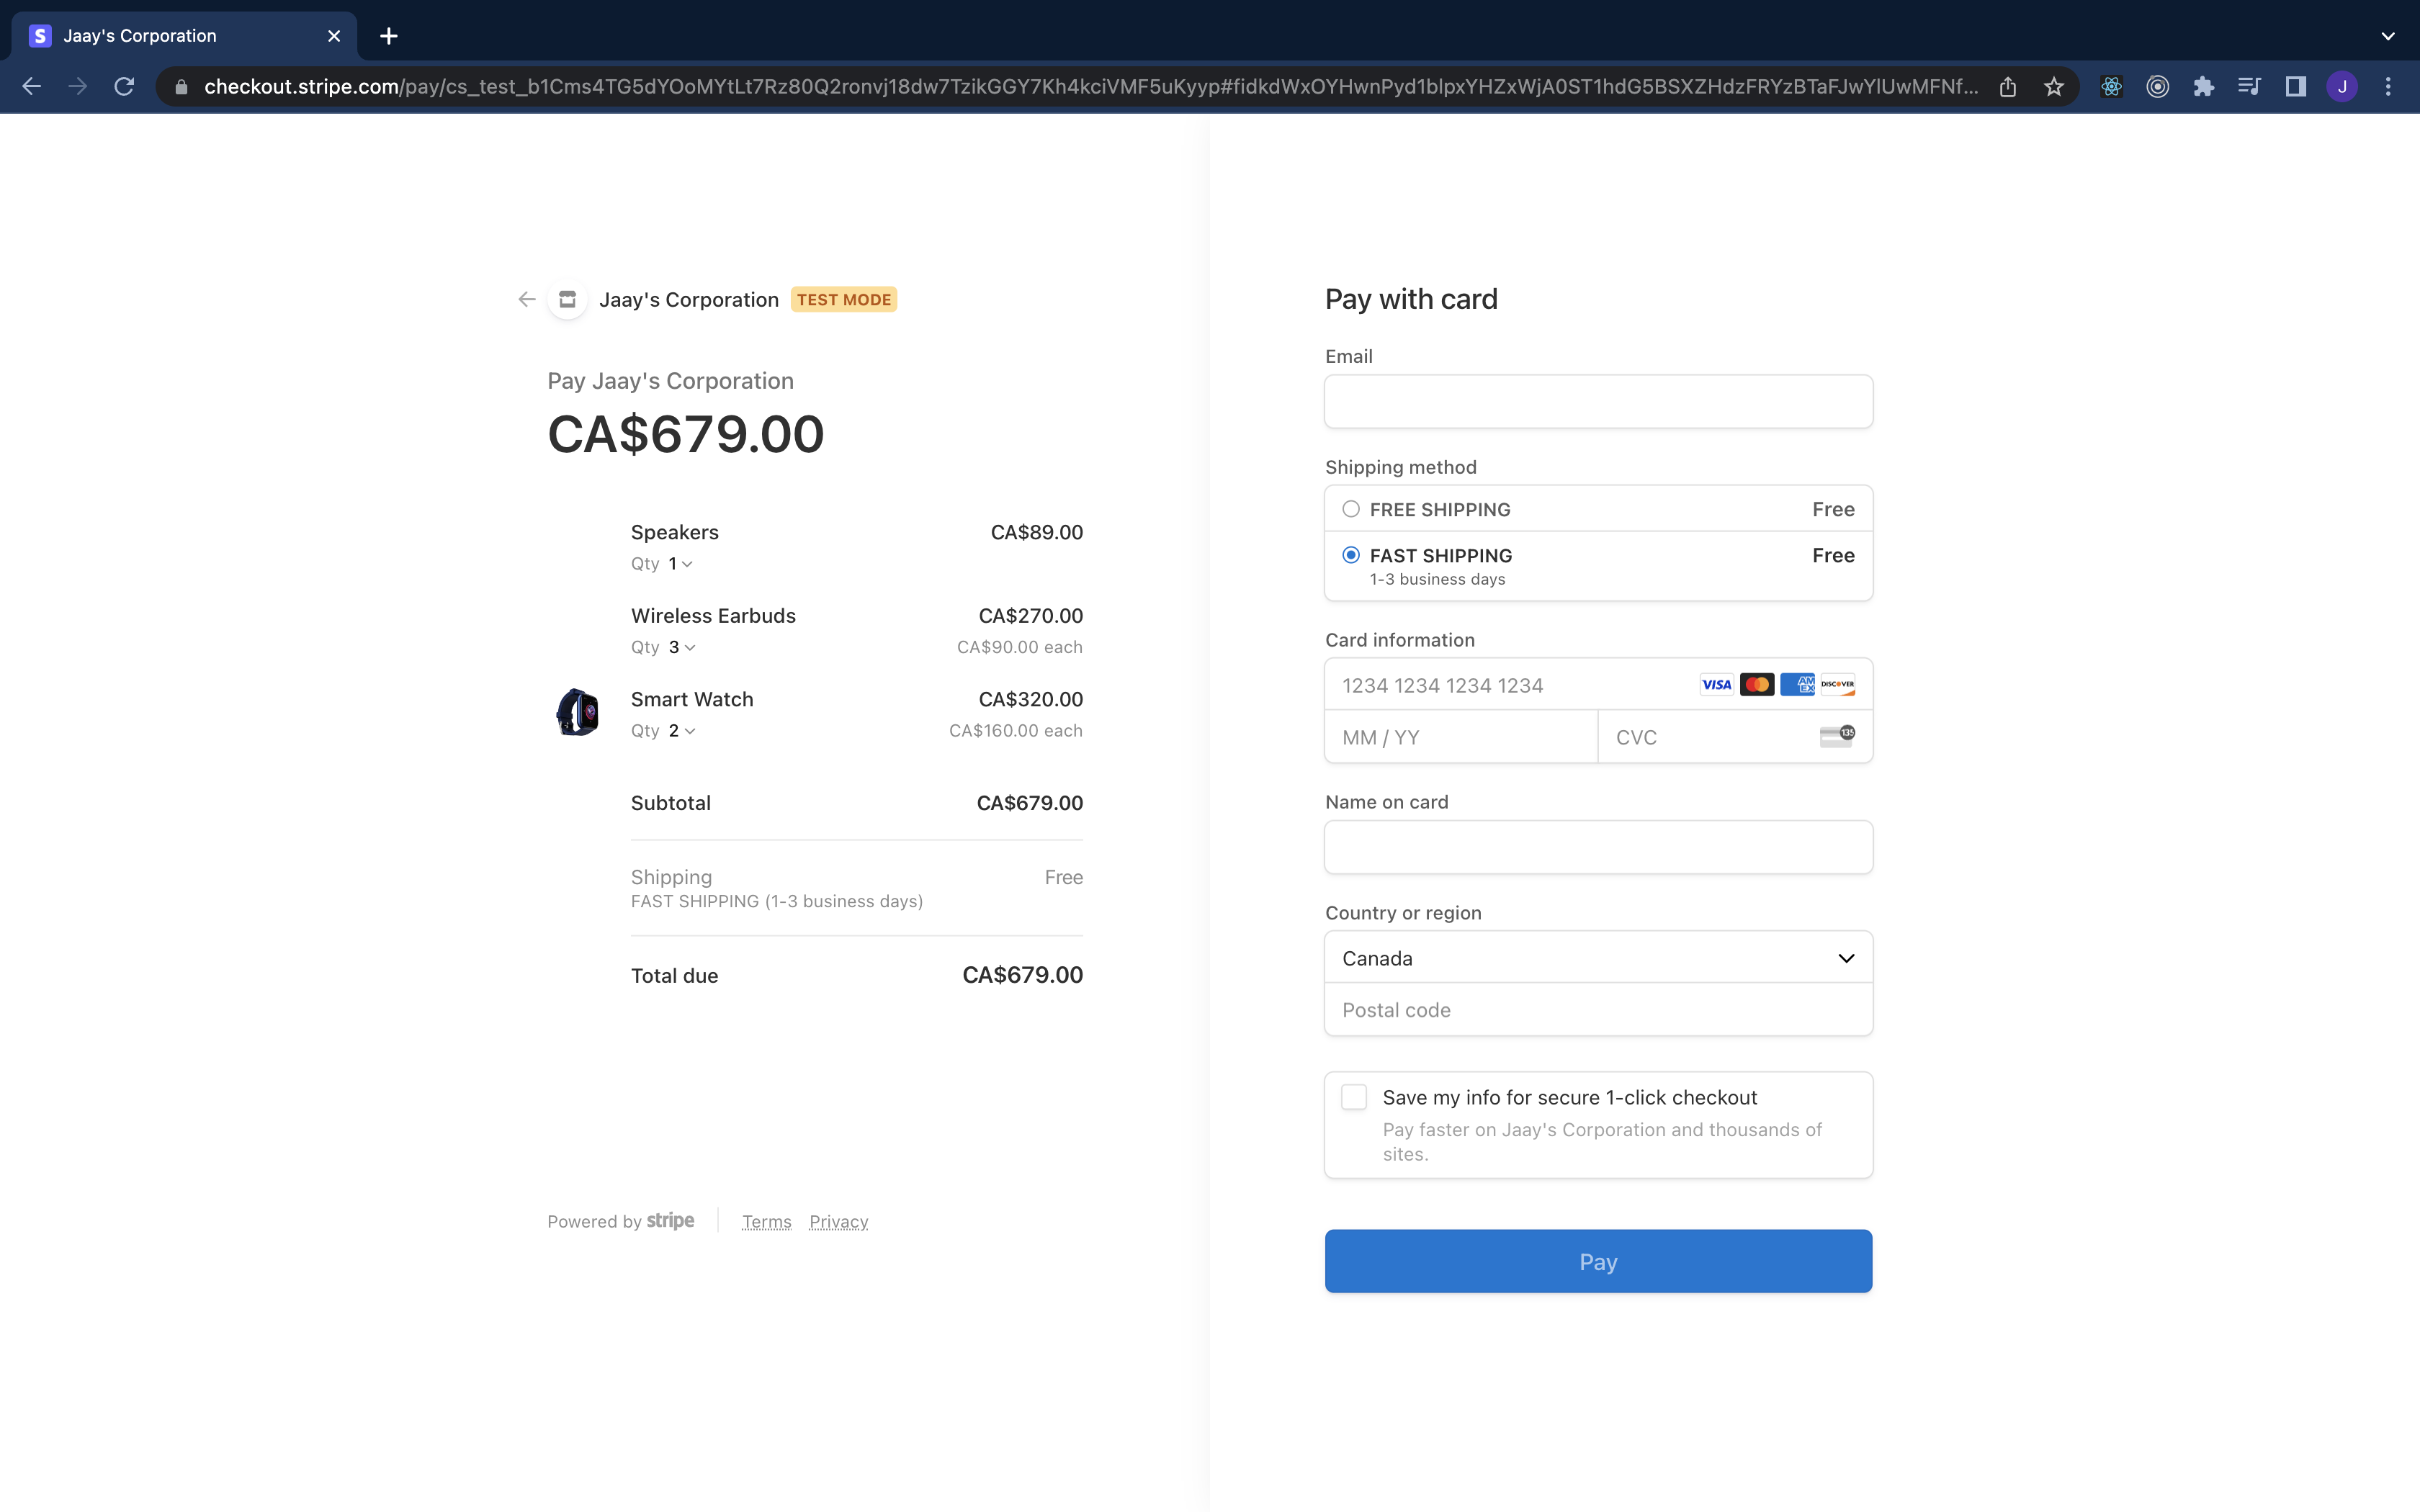 Jaay's Corporation
checkout.stripe.com/pay/cs_test_b1Cms4TG5dYOoMYtLt7Rz80Q2ronvj18dw7TzikGGY7Kh4kciVMF5uKyyp#fidkdWxOYHwnPyd1blpxYHZxWjA0ST1hdG5BSXZHdzFRYzBTaFJwYlUwMFNf...
J
Jaay's Corporation TEST MODE
Pay Jaay's Corporation
CA$679.00
Speakers CA$89.00
Qty 1
Wireless Earbuds CA$270.00
Qty 3 CA$90.00 each
Smart Watch CA$320.00
Qty 2 CA$160.00 each
Subtotal CA$679.00
Shipping Free
FAST SHIPPING (1-3 business days)
Total due CA$679.00
Powered by stripe Terms Privacy
Pay with card
Email
Shipping method
FREE SHIPPING Free
FAST SHIPPING Free
1-3 business days
Card information
1234 1234 1234 1234 VISA AMEX DISCOVER
MM / YY CVC 135
Name on card
Country or region
Canada
Postal code
Save my info for secure 1-click checkout
Pay faster on Jaay's Corporation and thousands of
sites.
Pay